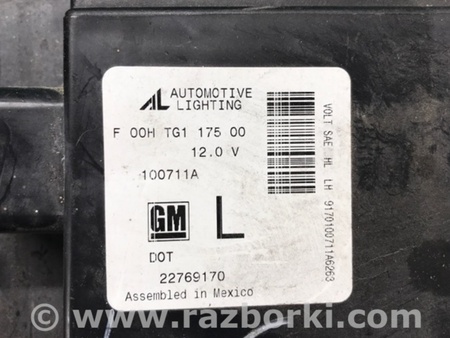 AL AUTOMOTIVE
LIGHTING
F 00H TG1 175 00
12.0 V
100711A
GM
L
DOT
22769170
Assembled in Mexico
VOLT SAE HL LH 9170100711A6263
© www.razborki.com